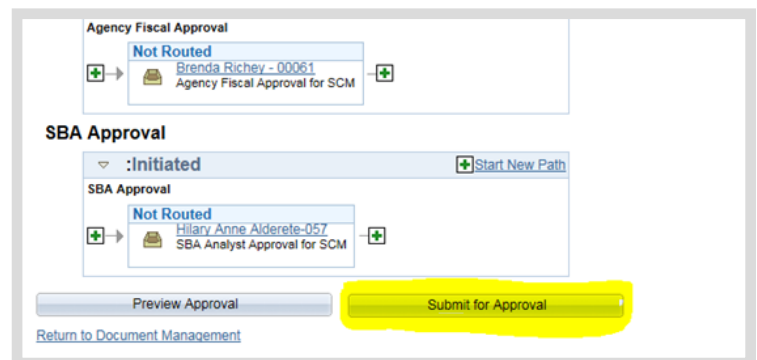 Agency Fiscal Approval
Not Routed
Brenda Richey - 00061
Agency Fiscal Approval for SCM
SBA Approval
:Initiated
Start New Path
SBA Approval
Not Routed
Hilary Anne Alderete-057
SBA Analyst Approval for SCM
Preview Approval
Submit for Approval
Return to Document Management